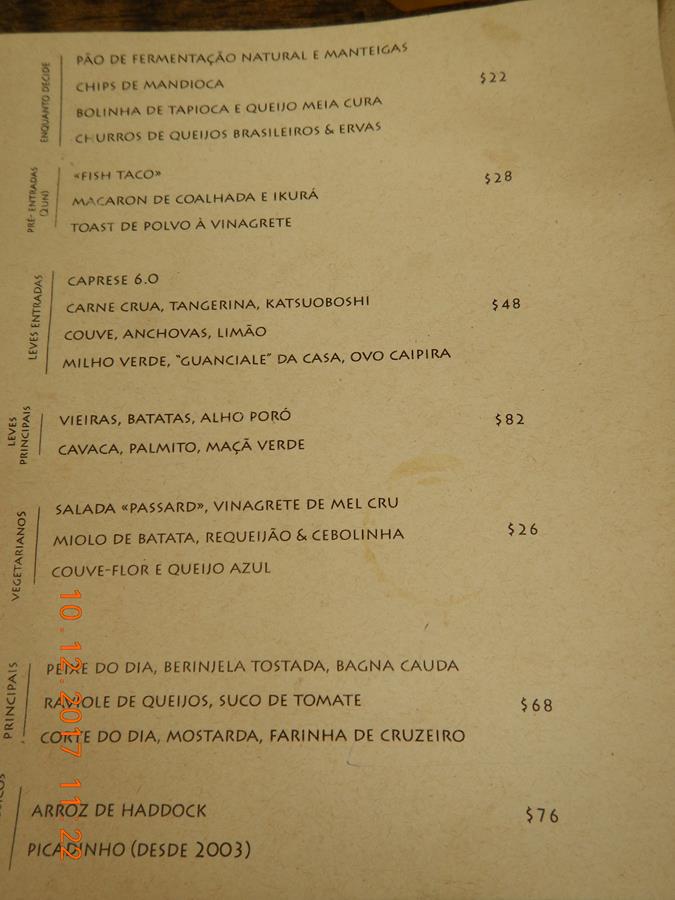 ENQUANTO DECIDE
PÃO DE FERMENTAÇÃO NATURAL E MANTEIGAS
CHIPS DE MANDIOCA
$22
BOLINHA DE TAPIOCA E QUEIJO MEIA CURA
CHURROS DE QUEIJOS BRASILEIROS & ERVAS
PRÉ-ENTRADAS
«FISH TACO»
$28
MACARON DE COALHADA E IKURÁ
TOAST DE POLVO À VINAGRETE
LEVES ENTRADAS
CAPRESE 6.0
CARNE CRUA, TANGERINA, KATSUOBOSHI
$48
COUVE, ANCHOVAS, LIMÃO
MILHO VERDE, "GUANCIALE" DA CASA, OVO CAIPIRA
LEVES
PRINCIPAIS
VIEIRAS, BATATAS, ALHO PORÓ
$82
CAVACA, PALMITO, MAÇÃ VERDE
VEGETARIANOS
SALADA «PASSARD», VINAGRETE DE MEL CRU
MIOLO DE BATATA, REQUEIJÃO & CEBOLINHA
$26
COUVE-FLOR E QUEIJO AZUL
PRINCIPAIS
PEIXE DO DIA, BERINJELA TOSTADA, BAGNA CAUDA
RAVIOLE DE QUEIJOS, SUCO DE TOMATE
$68
CORTE DO DIA, MOSTARDA, FARINHA DE CRUZEIRO
ARROZ DE HADDOCK
$76
PICADINHO (DESDE 2003)
10.12.2017 11:22